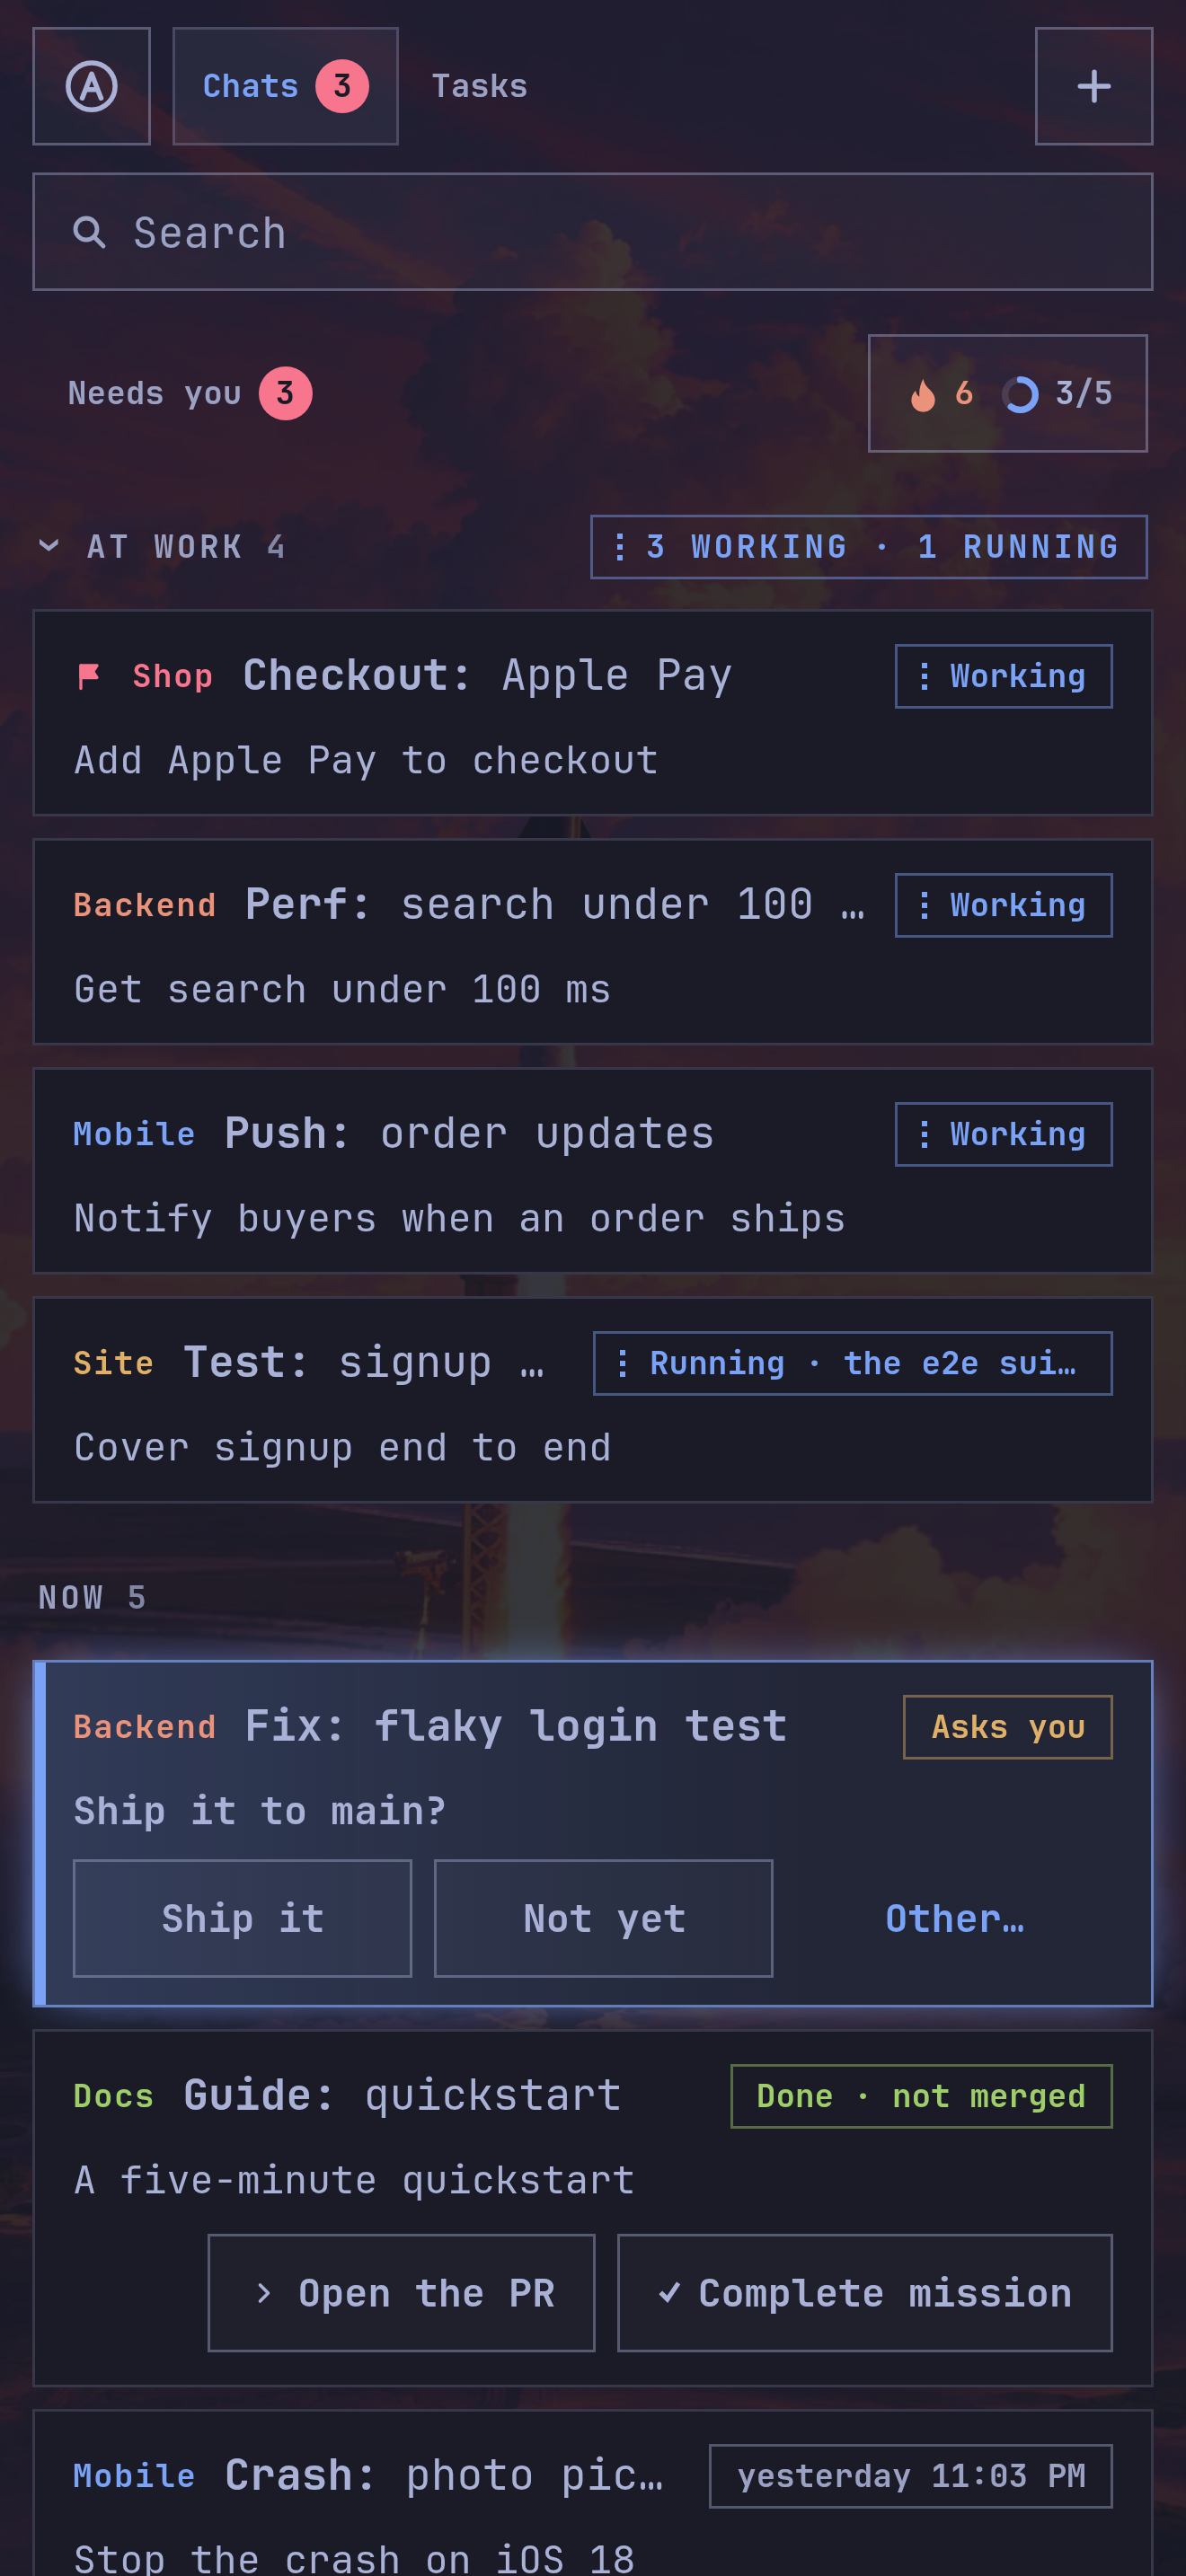 Chats 3 Tasks
Search
Needs you 3 6 3/5
AT WORK 4 3 WORKING · 1 RUNNING
Shop Checkout: Apple Pay Working
Add Apple Pay to checkout
Backend Perf: search under 100 … Working
Get search under 100 ms
Mobile Push: order updates Working
Notify buyers when an order ships
Site Test: signup … Running · the e2e sui…
Cover signup end to end
NOW 5
Backend Fix: flaky login test Asks you
Ship it to main?
Ship it Not yet Other…
Docs Guide: quickstart Done · not merged
A five-minute quickstart
Open the PR Complete mission
Mobile Crash: photo pic… yesterday 11:03 PM
Stop the crash on iOS 18